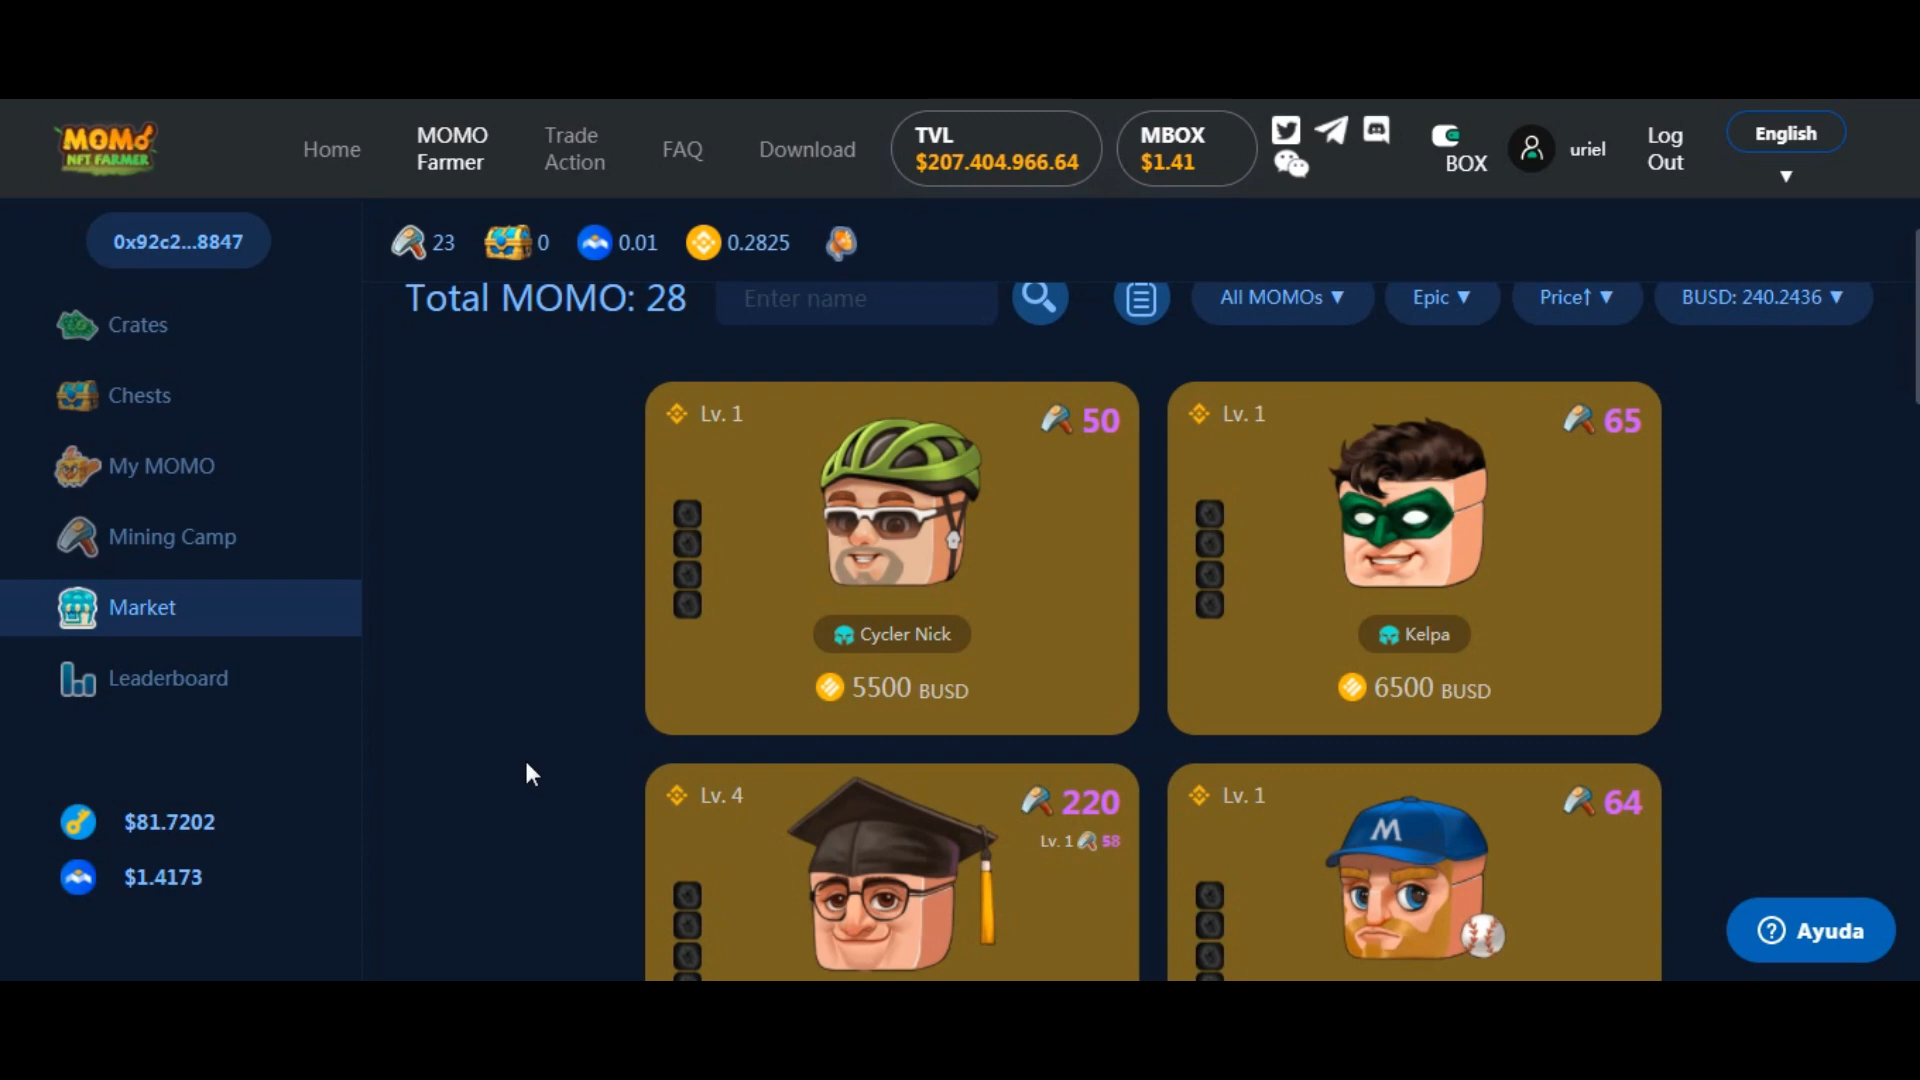 MOMO
NFT FARMER
Home
MOMO
Farmer
Trade
Action
FAQ
Download
TVL
$207.404.966.64
MBOX
$1.41
BOX
uriel
Log
Out
English
▼
0x92c2...8847
23
0
0.01
0.2825
Crates
Chests
My MOMO
Mining Camp
Market
Leaderboard
$81.7202
$1.4173
Total MOMO: 28
Enter name
All MOMOs ▼
Epic ▼
Price↑ ▼
BUSD: 240.2436 ▼
Lv. 1
50
Cycler Nick
5500 BUSD
Lv. 1
65
Kelpa
6500 BUSD
Lv. 4
220
Lv. 1 58
Lv. 1
64
M
? Ayuda